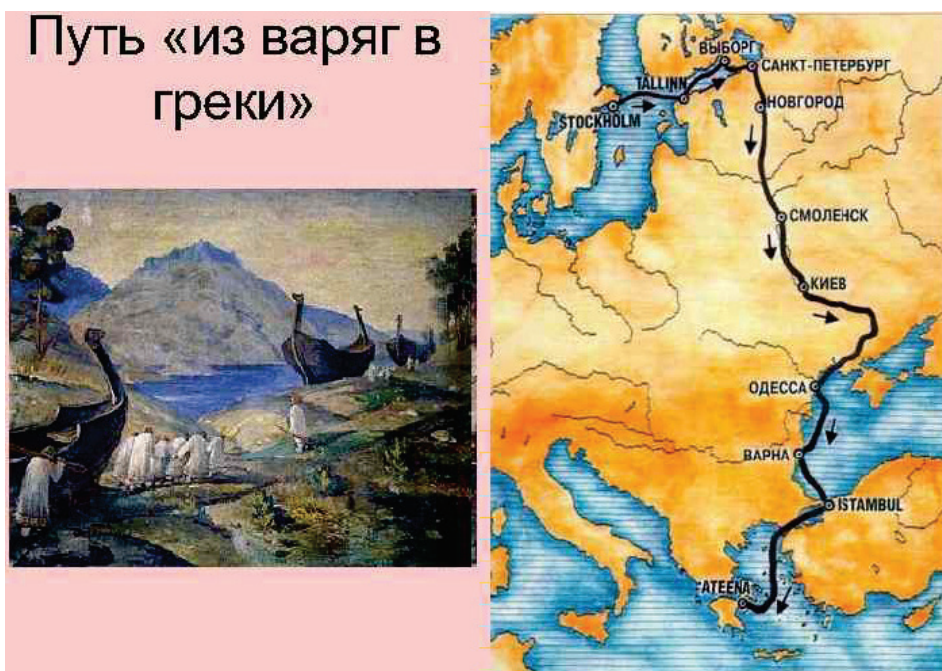 Путь «из варяг в
греки»
ВЫБОРГ
САНКТ-ПЕТЕРБУРГ
TALLINN
STOCKHOLM
НОВГОРОД
СМОЛЕНСК
КИЕВ
ОДЕССА
ВАРНА
ISTAMBUL
ATEENA